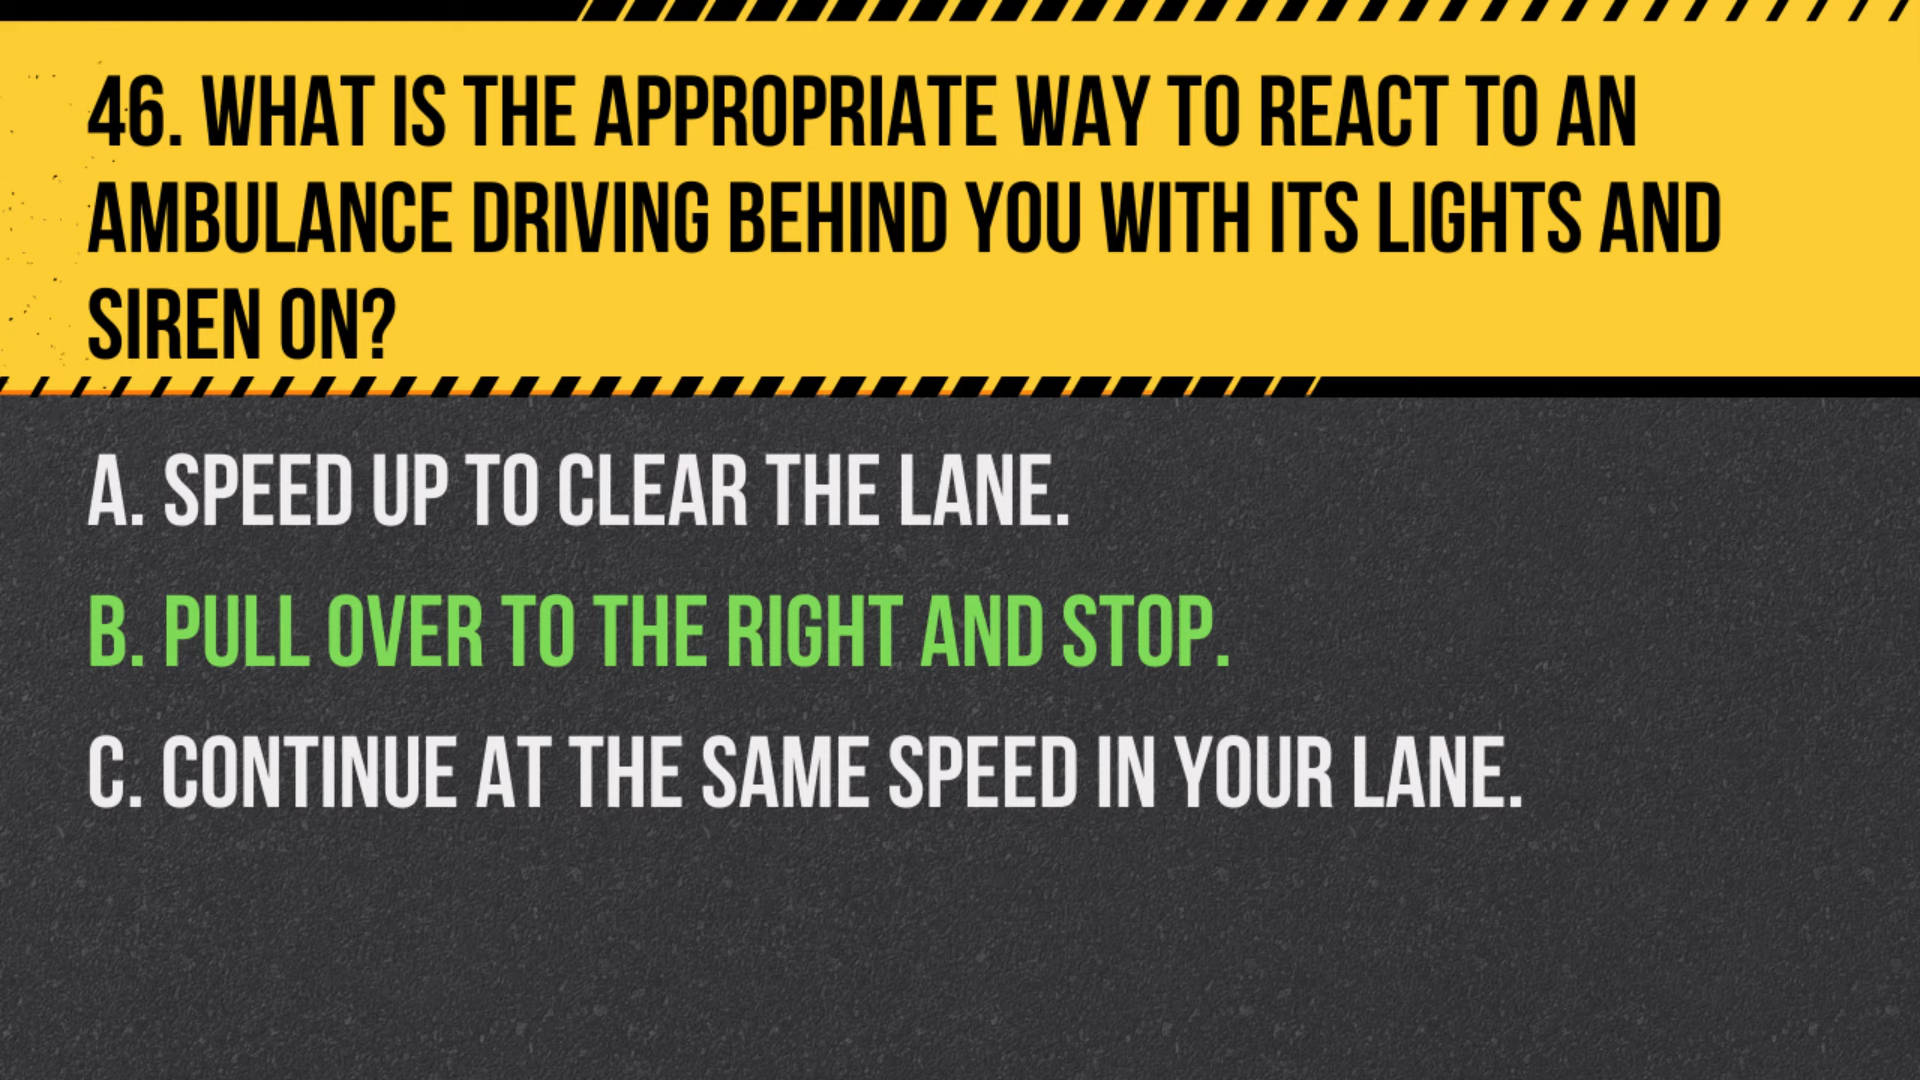 46. WHAT IS THE APPROPRIATE WAY TO REACT TO AN
AMBULANCE DRIVING BEHIND YOU WITH ITS LIGHTS AND
SIREN ON?
A. SPEED UP TO CLEAR THE LANE.
B. PULL OVER TO THE RIGHT AND STOP.
C. CONTINUE AT THE SAME SPEED IN YOUR LANE.